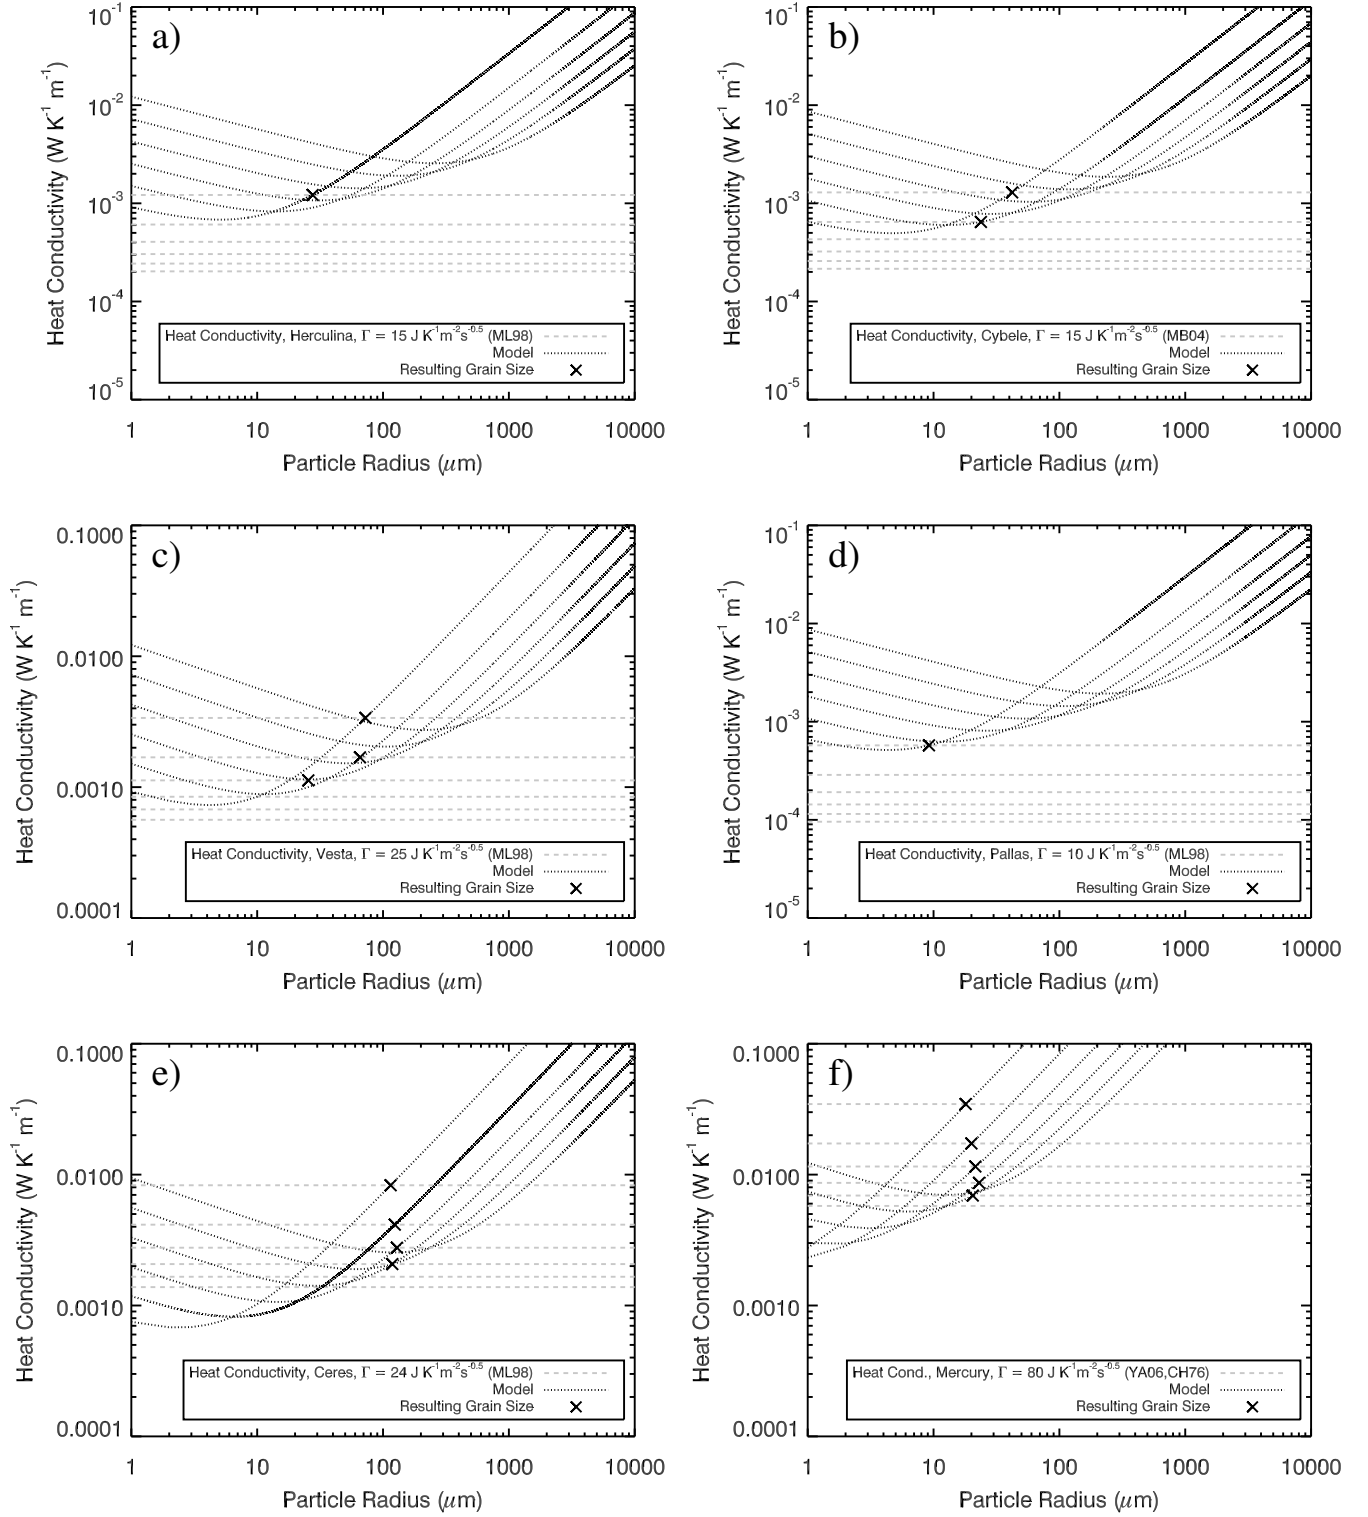 a)
Heat Conductivity (W K⁻¹ m⁻¹)
10⁻¹
10⁻²
10⁻³
10⁻⁴
10⁻⁵
Heat Conductivity, Herculina, Γ = 15 J K⁻¹m⁻²s⁻⁰·⁵ (ML98)
Model
Resulting Grain Size
1 10 100 1000 10000
Particle Radius (μm)
b)
Heat Conductivity (W K⁻¹ m⁻¹)
10⁻¹
10⁻²
10⁻³
10⁻⁴
10⁻⁵
Heat Conductivity, Cybele, Γ = 15 J K⁻¹m⁻²s⁻⁰·⁵ (MB04)
Model
Resulting Grain Size
1 10 100 1000 10000
Particle Radius (μm)
c)
Heat Conductivity (W K⁻¹ m⁻¹)
0.1000
0.0100
0.0010
0.0001
Heat Conductivity, Vesta, Γ = 25 J K⁻¹m⁻²s⁻⁰·⁵ (ML98)
Model
Resulting Grain Size
1 10 100 1000 10000
Particle Radius (μm)
d)
Heat Conductivity (W K⁻¹ m⁻¹)
10⁻¹
10⁻²
10⁻³
10⁻⁴
10⁻⁵
Heat Conductivity, Pallas, Γ = 10 J K⁻¹m⁻²s⁻⁰·⁵ (ML98)
Model
Resulting Grain Size
1 10 100 1000 10000
Particle Radius (μm)
e)
Heat Conductivity (W K⁻¹ m⁻¹)
0.1000
0.0100
0.0010
0.0001
Heat Conductivity, Ceres, Γ = 24 J K⁻¹m⁻²s⁻⁰·⁵ (ML98)
Model
Resulting Grain Size
1 10 100 1000 10000
Particle Radius (μm)
f)
Heat Conductivity (W K⁻¹ m⁻¹)
0.1000
0.0100
0.0010
0.0001
Heat Cond., Mercury, Γ = 80 J K⁻¹m⁻²s⁻⁰·⁵ (YA06,CH76)
Model
Resulting Grain Size
1 10 100 1000 10000
Particle Radius (μm)